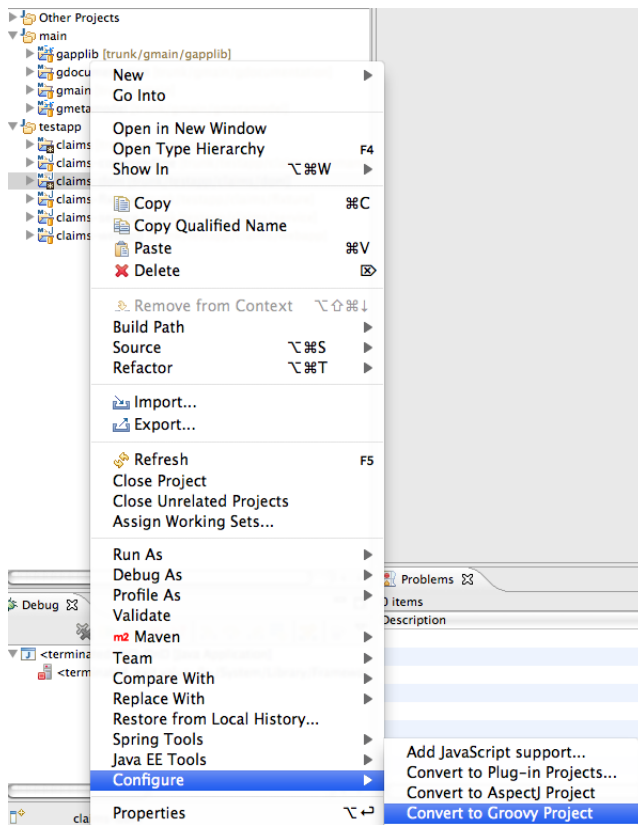 Other Projects
main
gapplib [trunk/gmain/gapplib]
gdocu
gmain
gmeta
testapp
claims
claims
claims
claims
claims
claims
New
Go Into
Open in New Window
Open Type Hierarchy F4
Show In ⌥⌘W
Copy ⌘C
Copy Qualified Name
Paste ⌘V
Delete ⌦
Remove from Context ⌥⇧⌘↓
Build Path
Source ⌥⌘S
Refactor ⌥⌘T
Import...
Export...
Refresh F5
Close Project
Close Unrelated Projects
Assign Working Sets...
Run As
Debug As
Profile As
Validate
m2 Maven
Team
Compare With
Replace With
Restore from Local History...
Spring Tools
Java EE Tools
Configure
Properties ⌥↩
Add JavaScript support...
Convert to Plug-in Projects...
Convert to AspectJ Project
Convert to Groovy Project
Debug
<termina
<term
cla
Problems
0 items
Description